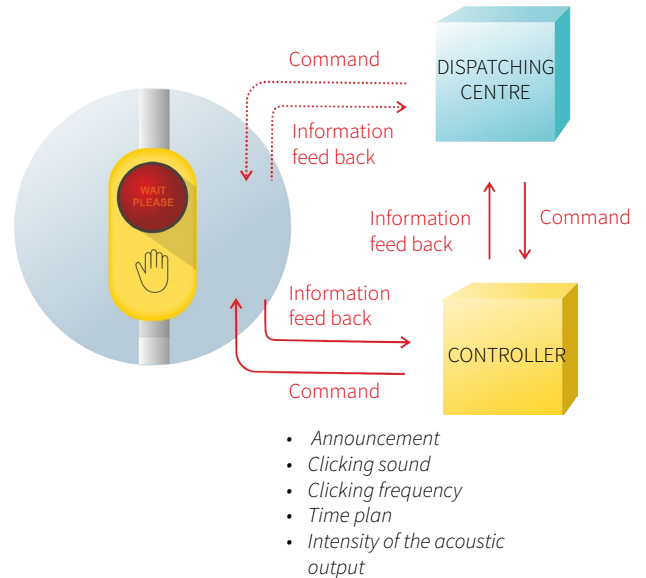 Command
DISPATCHING
CENTRE
Information
feed back
WAIT
PLEASE
Information
feed back
Command
Information
feed back
CONTROLLER
Command
• Announcement
• Clicking sound
• Clicking frequency
• Time plan
• Intensity of the acoustic
output